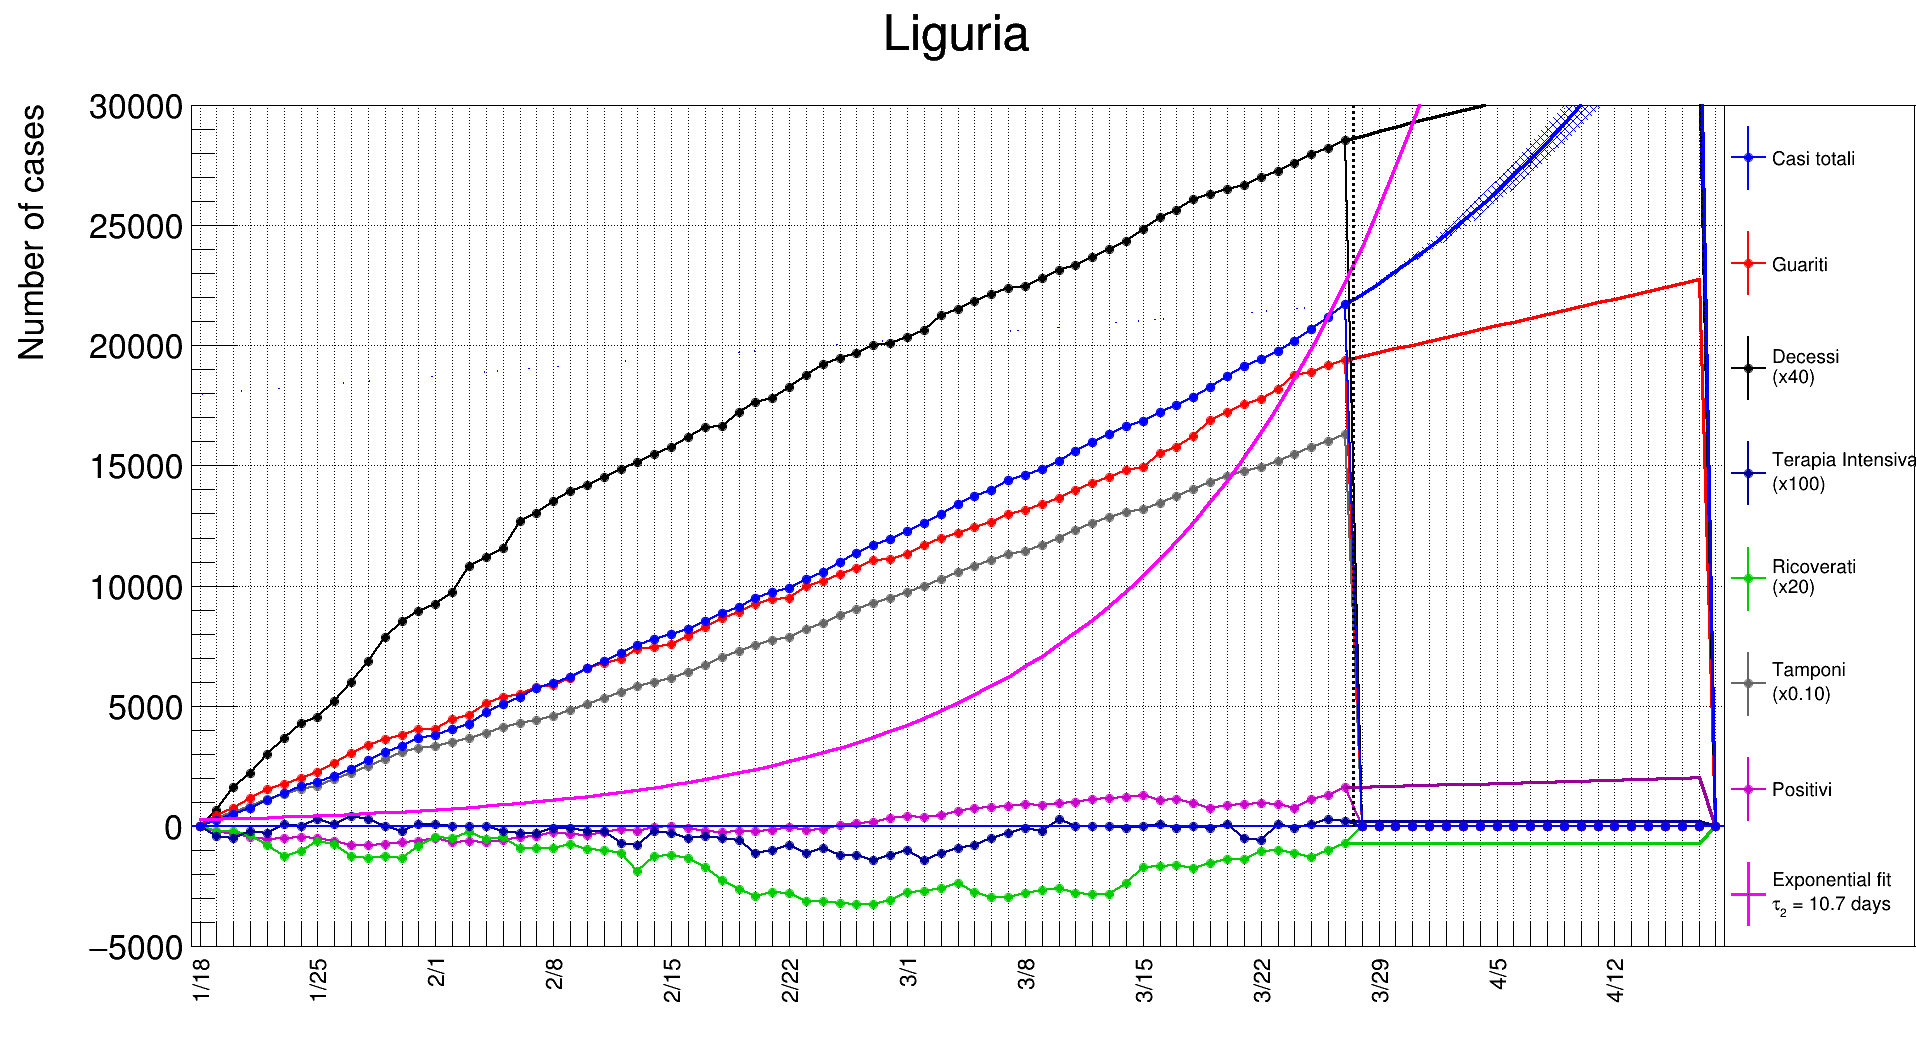 Liguria
Number of cases
30000
25000
20000
15000
10000
5000
0
−5000
1/18
1/25
2/1
2/8
2/15
2/22
3/1
3/8
3/15
3/22
3/29
4/5
4/12
Casi totali
Guariti
Decessi
(x40)
Terapia Intensiva
(x100)
Ricoverati
(x20)
Tamponi
(x0.10)
Positivi
Exponential fit
τ2 = 10.7 days